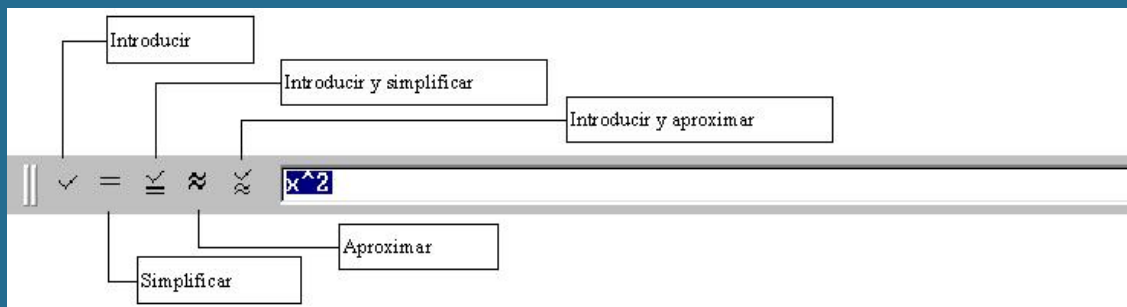 Introducir
Introducir y simplificar
Introducir y aproximar
x^2
Aproximar
Simplificar